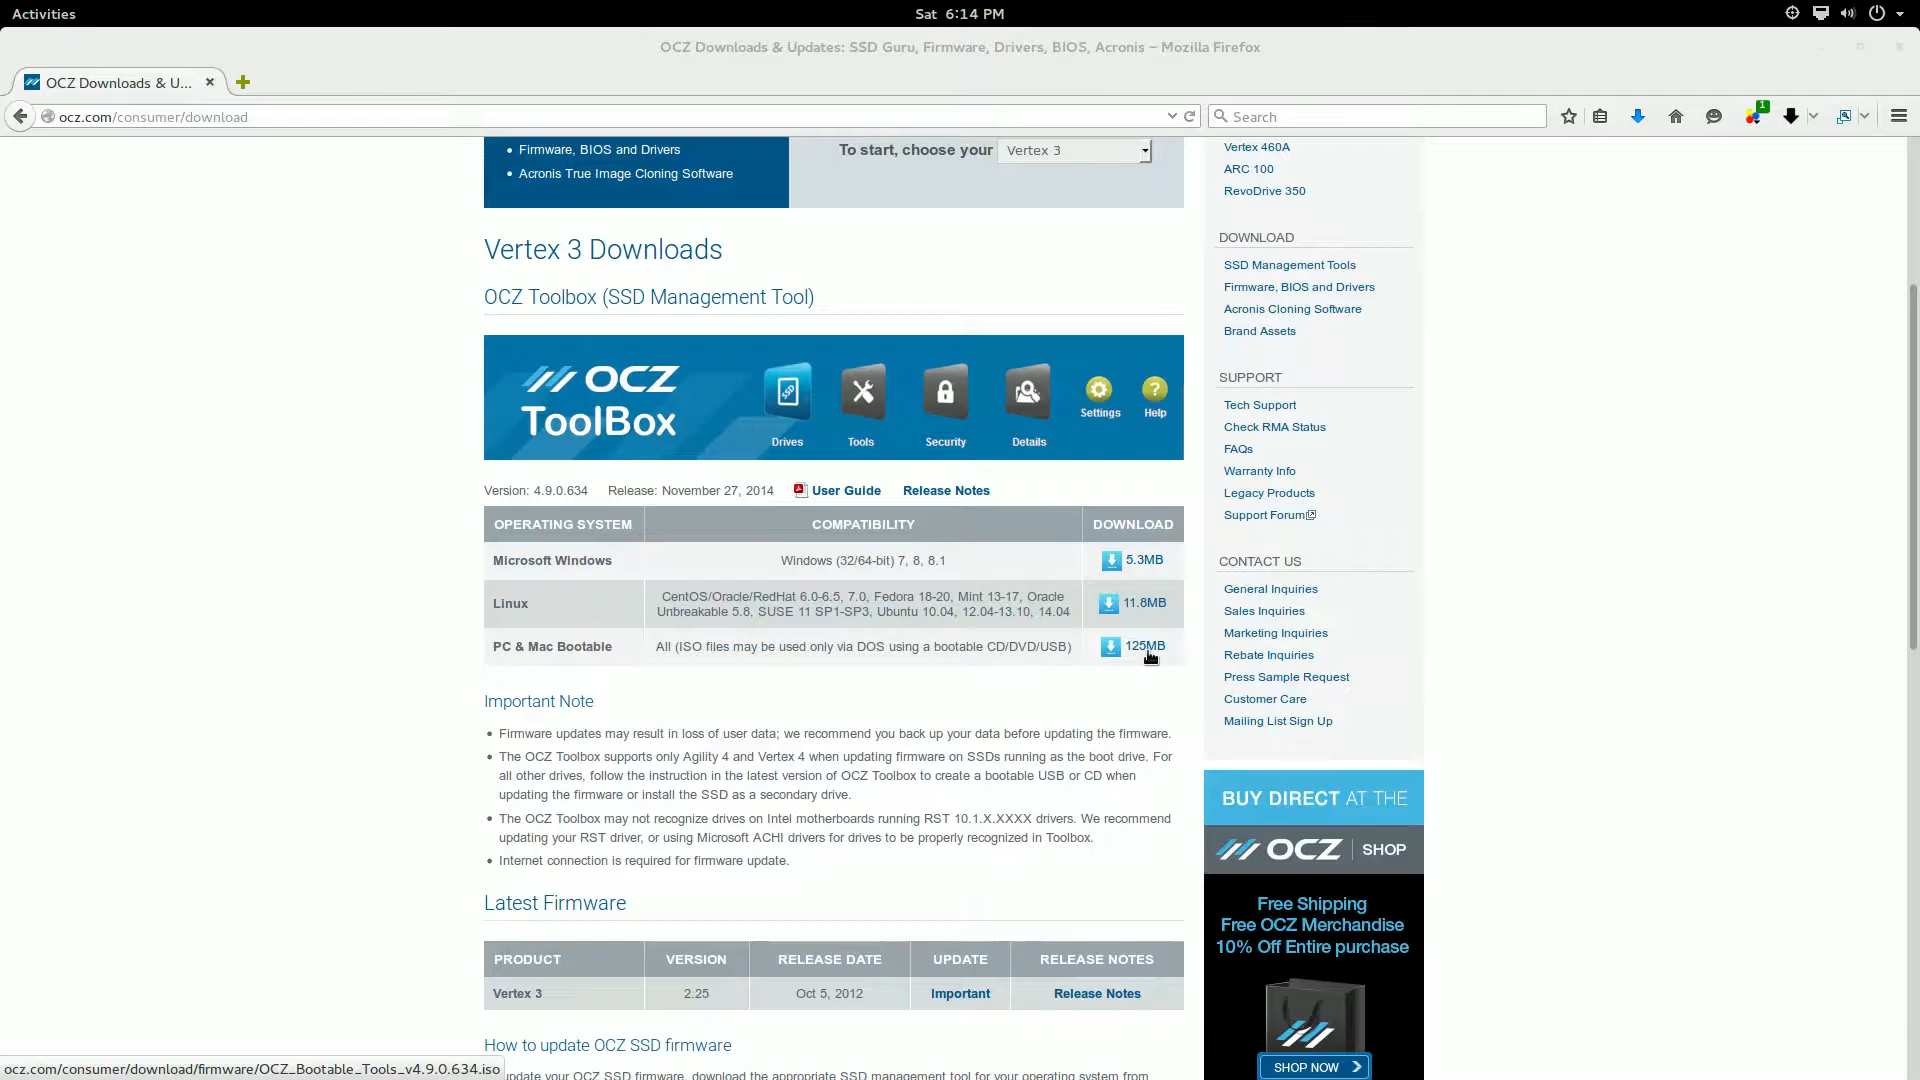 Activities
Sat 6:14 PM
OCZ Downloads & Updates: SSD Guru, Firmware, Drivers, BIOS, Acronis – Mozilla Firefox
OCZ Downloads & U...
ocz.com/consumer/download
Search
1
Firmware, BIOS and Drivers
Acronis True Image Cloning Software
To start, choose your
Vertex 3
Vertex 3 Downloads
OCZ Toolbox (SSD Management Tool)
OCZ
ToolBox
SSD
Drives
Tools
Security
Details
Settings
Help
Version: 4.9.0.634
Release: November 27, 2014
User Guide
Release Notes
OPERATING SYSTEM
COMPATIBILITY
DOWNLOAD
Microsoft Windows
Windows (32/64-bit) 7, 8, 8.1
5.3MB
Linux
CentOS/Oracle/RedHat 6.0-6.5, 7.0, Fedora 18-20, Mint 13-17, Oracle
Unbreakable 5.8, SUSE 11 SP1-SP3, Ubuntu 10.04, 12.04-13.10, 14.04
11.8MB
PC & Mac Bootable
All (ISO files may be used only via DOS using a bootable CD/DVD/USB)
125MB
Important Note
Firmware updates may result in loss of user data; we recommend you back up your data before updating the firmware.
The OCZ Toolbox supports only Agility 4 and Vertex 4 when updating firmware on SSDs running as the boot drive. For
all other drives, follow the instruction in the latest version of OCZ Toolbox to create a bootable USB or CD when
updating the firmware or install the SSD as a secondary drive.
The OCZ Toolbox may not recognize drives on Intel motherboards running RST 10.1.X.XXXX drivers. We recommend
updating your RST driver, or using Microsoft ACHI drivers for drives to be properly recognized in Toolbox.
Internet connection is required for firmware update.
Latest Firmware
PRODUCT
VERSION
RELEASE DATE
UPDATE
RELEASE NOTES
Vertex 3
2.25
Oct 5, 2012
Important
Release Notes
How to update OCZ SSD firmware
update your OCZ SSD firmware, download the appropriate SSD management tool for your operating system from
ocz.com/consumer/download/firmware/OCZ_Bootable_Tools_v4.9.0.634.iso
Vertex 460A
ARC 100
RevoDrive 350
DOWNLOAD
SSD Management Tools
Firmware, BIOS and Drivers
Acronis Cloning Software
Brand Assets
SUPPORT
Tech Support
Check RMA Status
FAQs
Warranty Info
Legacy Products
Support Forum
CONTACT US
General Inquiries
Sales Inquiries
Marketing Inquiries
Rebate Inquiries
Press Sample Request
Customer Care
Mailing List Sign Up
BUY DIRECT AT THE
OCZ SHOP
Free Shipping
Free OCZ Merchandise
10% Off Entire purchase
SHOP NOW